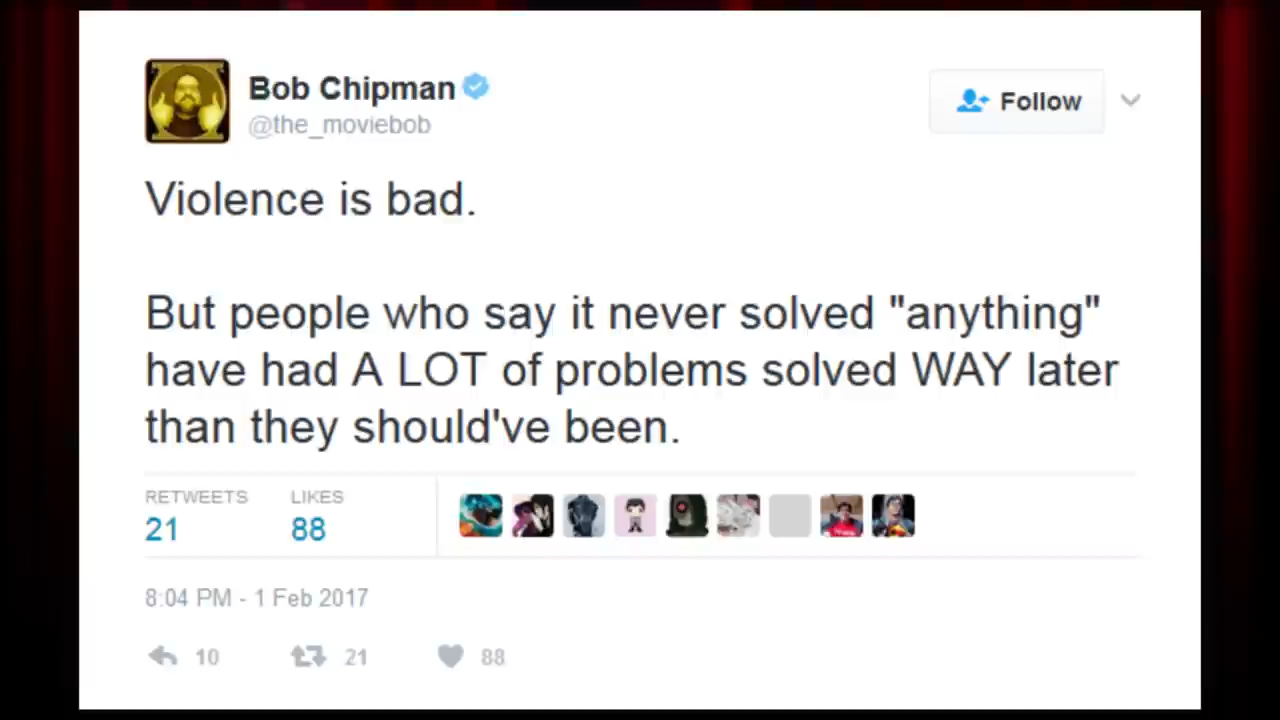 Bob Chipman
@the_moviebob
Follow
Violence is bad.
But people who say it never solved "anything"
have had A LOT of problems solved WAY later
than they should've been.
RETWEETS LIKES
21 88
8:04 PM - 1 Feb 2017
10 21 88